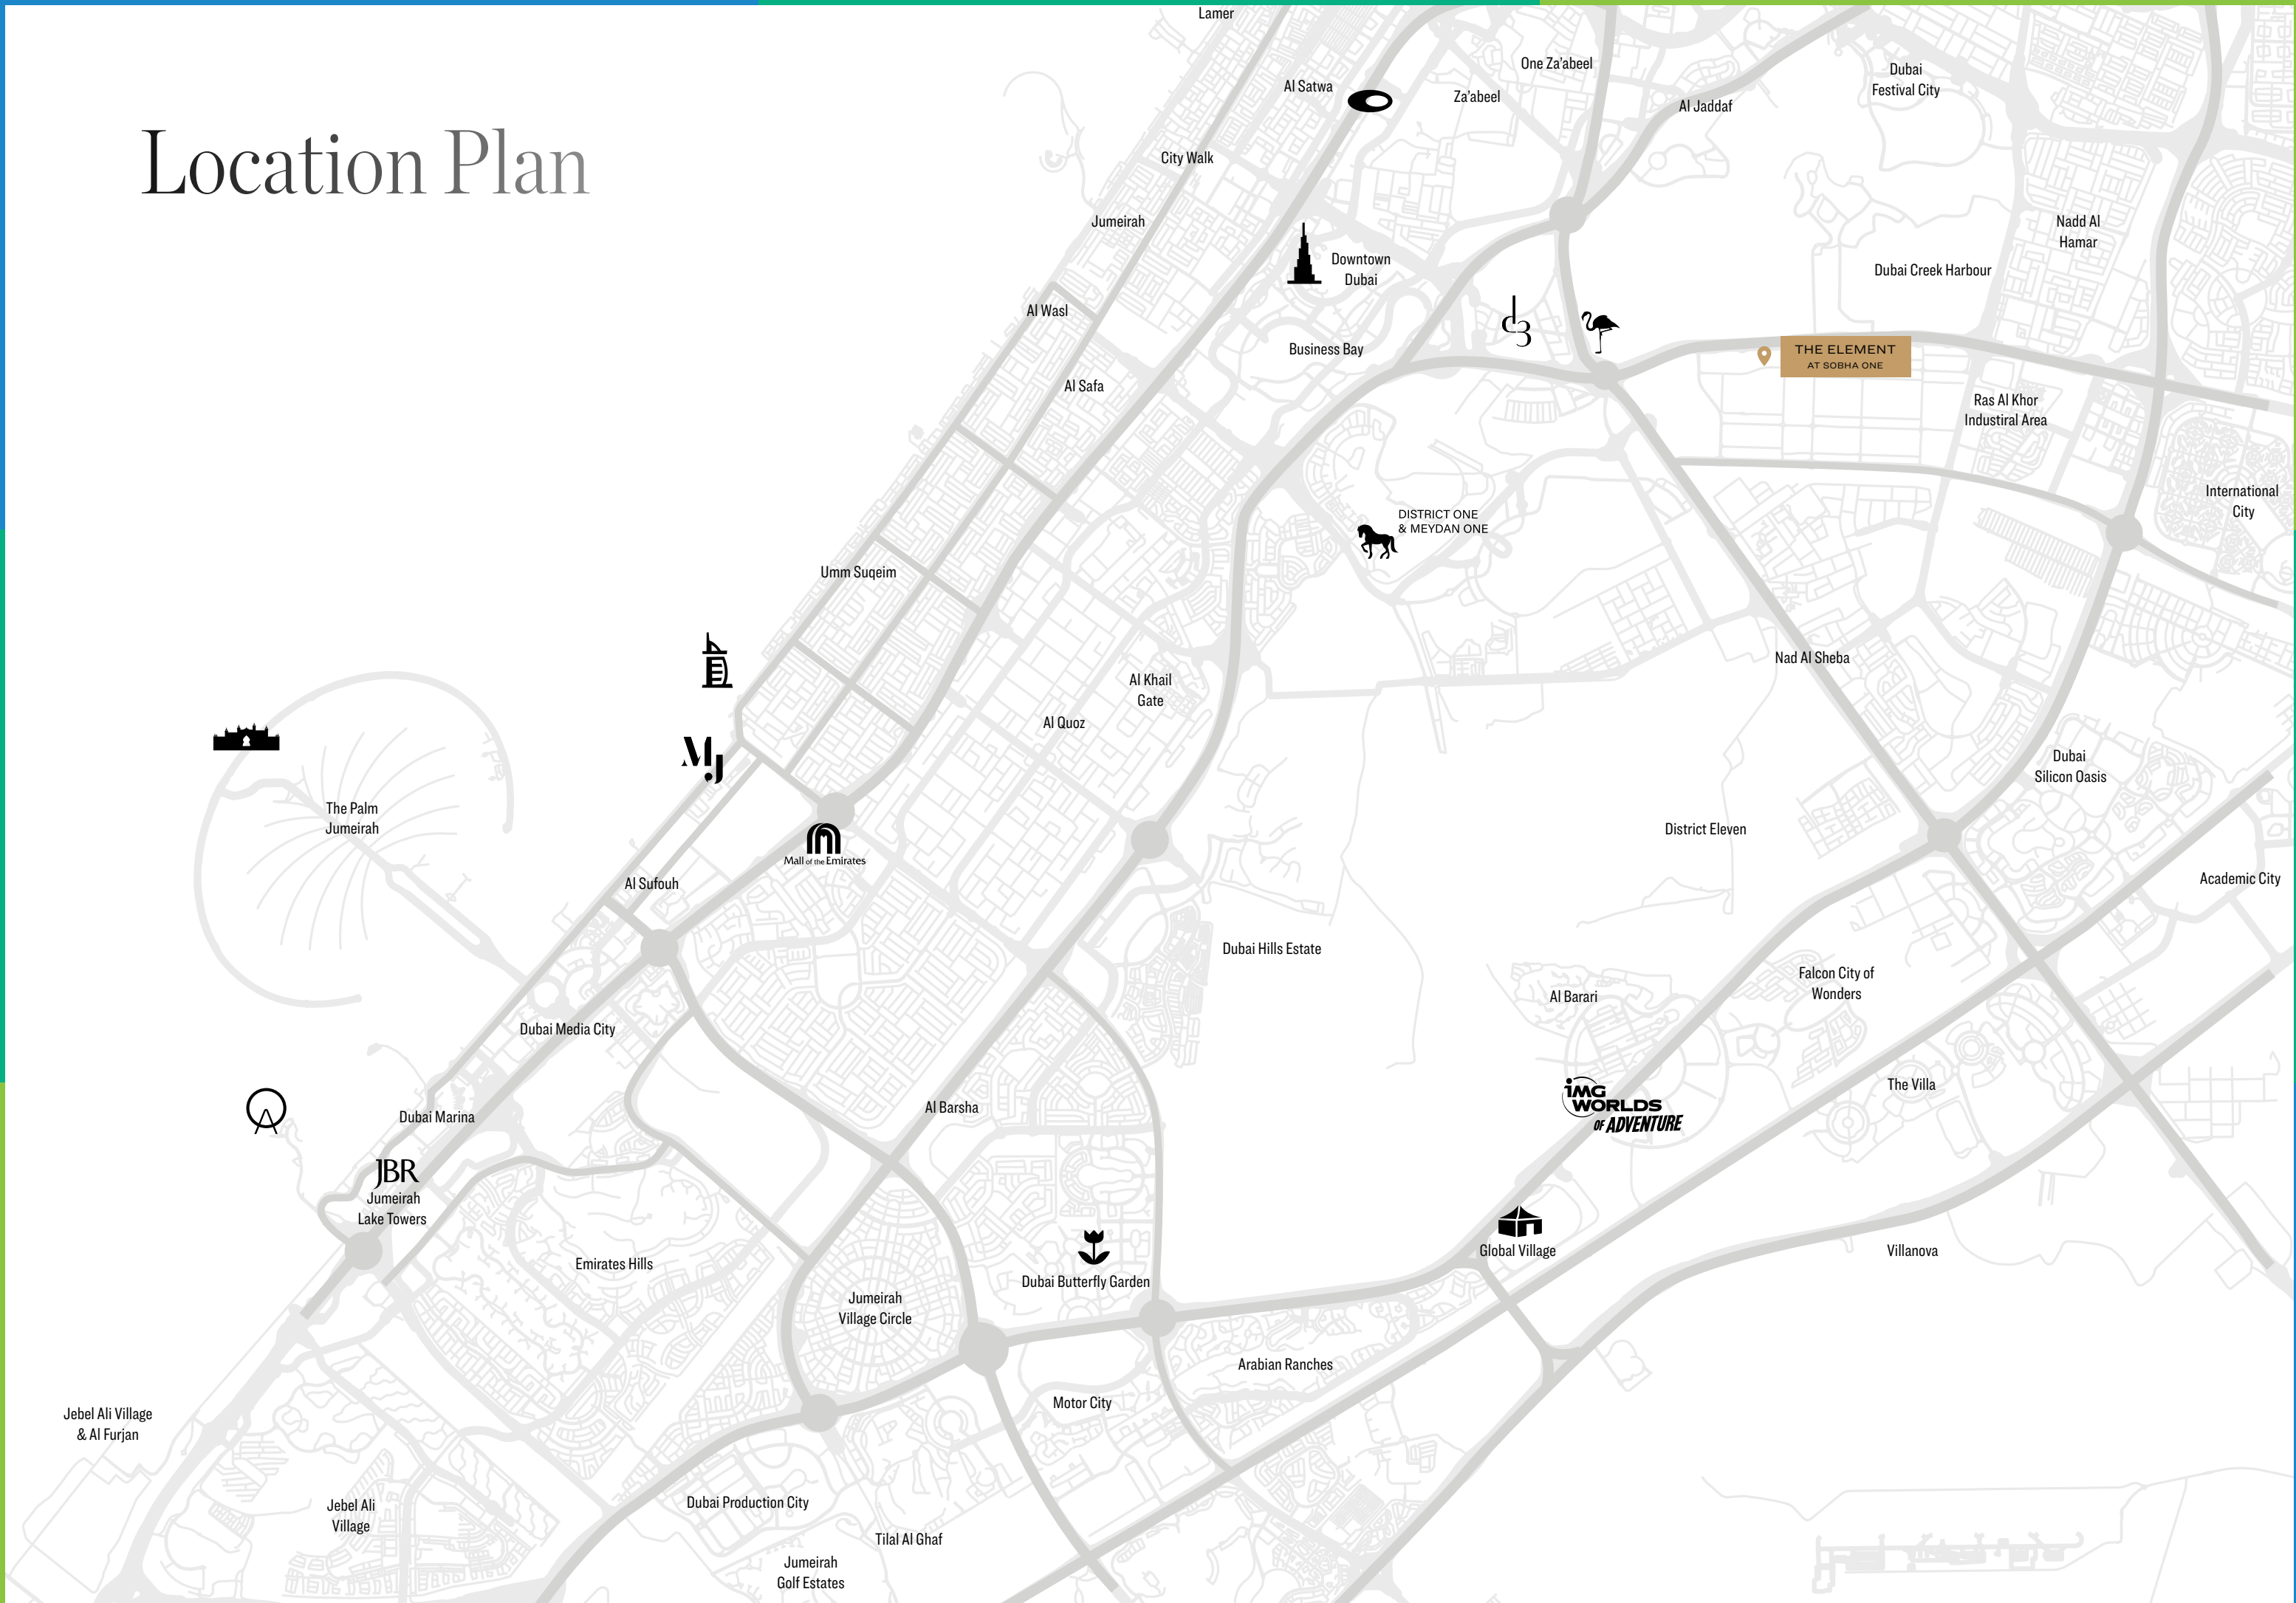 Lamer
Location Plan
One Za'abeel
Dubai
Festival City
Al Satwa
Za'abeel
Al Jaddaf
City Walk
Jumeirah
Nadd Al
Hamar
Downtown
Dubai
Dubai Creek Harbour
Al Wasl
d3
Business Bay
THE ELEMENT
AT SOBHA ONE
Al Safa
Ras Al Khor
Industiral Area
International
City
DISTRICT ONE
& MEYDAN ONE
Umm Suqeim
Nad Al Sheba
Al Khail
Gate
Al Quoz
MJ
Dubai
Silicon Oasis
The Palm
Jumeirah
District Eleven
Mall of the Emirates
Al Sufouh
Academic City
Dubai Hills Estate
Falcon City of
Wonders
Al Barari
Dubai Media City
The Villa
iMG
WORLDS
OF ADVENTURE
Al Barsha
Dubai Marina
JBR
Jumeirah
Lake Towers
Global Village
Villanova
Emirates Hills
Dubai Butterfly Garden
Jumeirah
Village Circle
Arabian Ranches
Motor City
Jebel Ali Village
& Al Furjan
Jebel Ali
Village
Dubai Production City
Tilal Al Ghaf
Jumeirah
Golf Estates